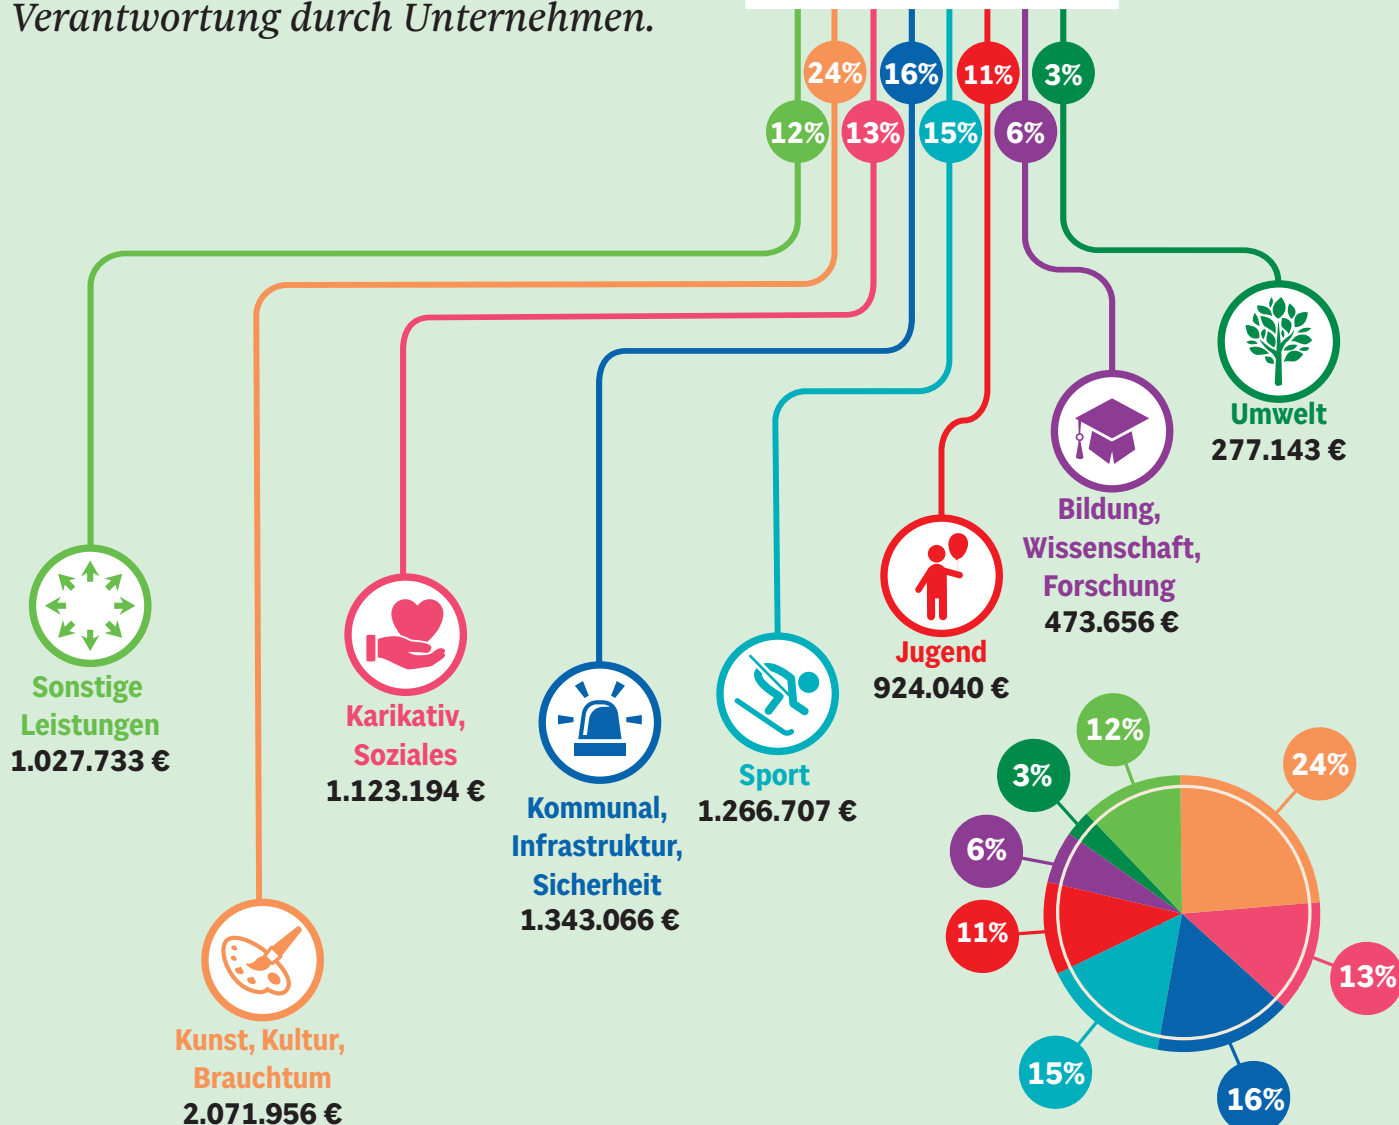 Verantwortung durch Unternehmen.
24%
16%
11%
3%
12%
13%
15%
6%
Umwelt
277.143 €
Bildung,
Wissenschaft,
Forschung
473.656 €
Jugend
924.040 €
Sonstige
Leistungen
1.027.733 €
Karikativ,
Soziales
1.123.194 €
Kommunal,
Infrastruktur,
Sicherheit
1.343.066 €
Sport
1.266.707 €
Kunst, Kultur,
Brauchtum
2.071.956 €
12%
24%
3%
6%
11%
13%
15%
16%